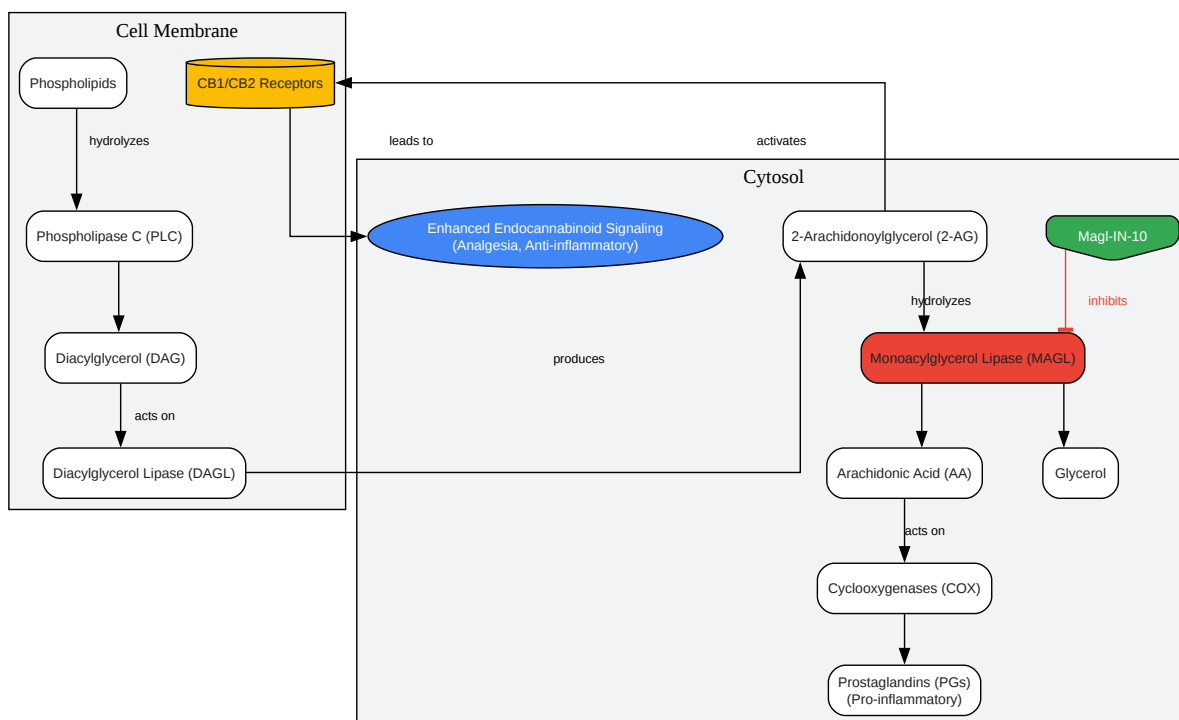 Cell Membrane
Phospholipids
CB1/CB2 Receptors
hydrolyzes
leads to
activates
Cytosol
Phospholipase C (PLC)
Enhanced Endocannabinoid Signaling
(Analgesia, Anti-inflammatory)
2-Arachidonoylglycerol (2-AG)
Magl-IN-10
hydrolyzes
inhibits
Diacylglycerol (DAG)
produces
Monoacylglycerol Lipase (MAGL)
acts on
Diacylglycerol Lipase (DAGL)
Arachidonic Acid (AA)
Glycerol
acts on
Cyclooxygenases (COX)
Prostaglandins (PGs)
(Pro-inflammatory)